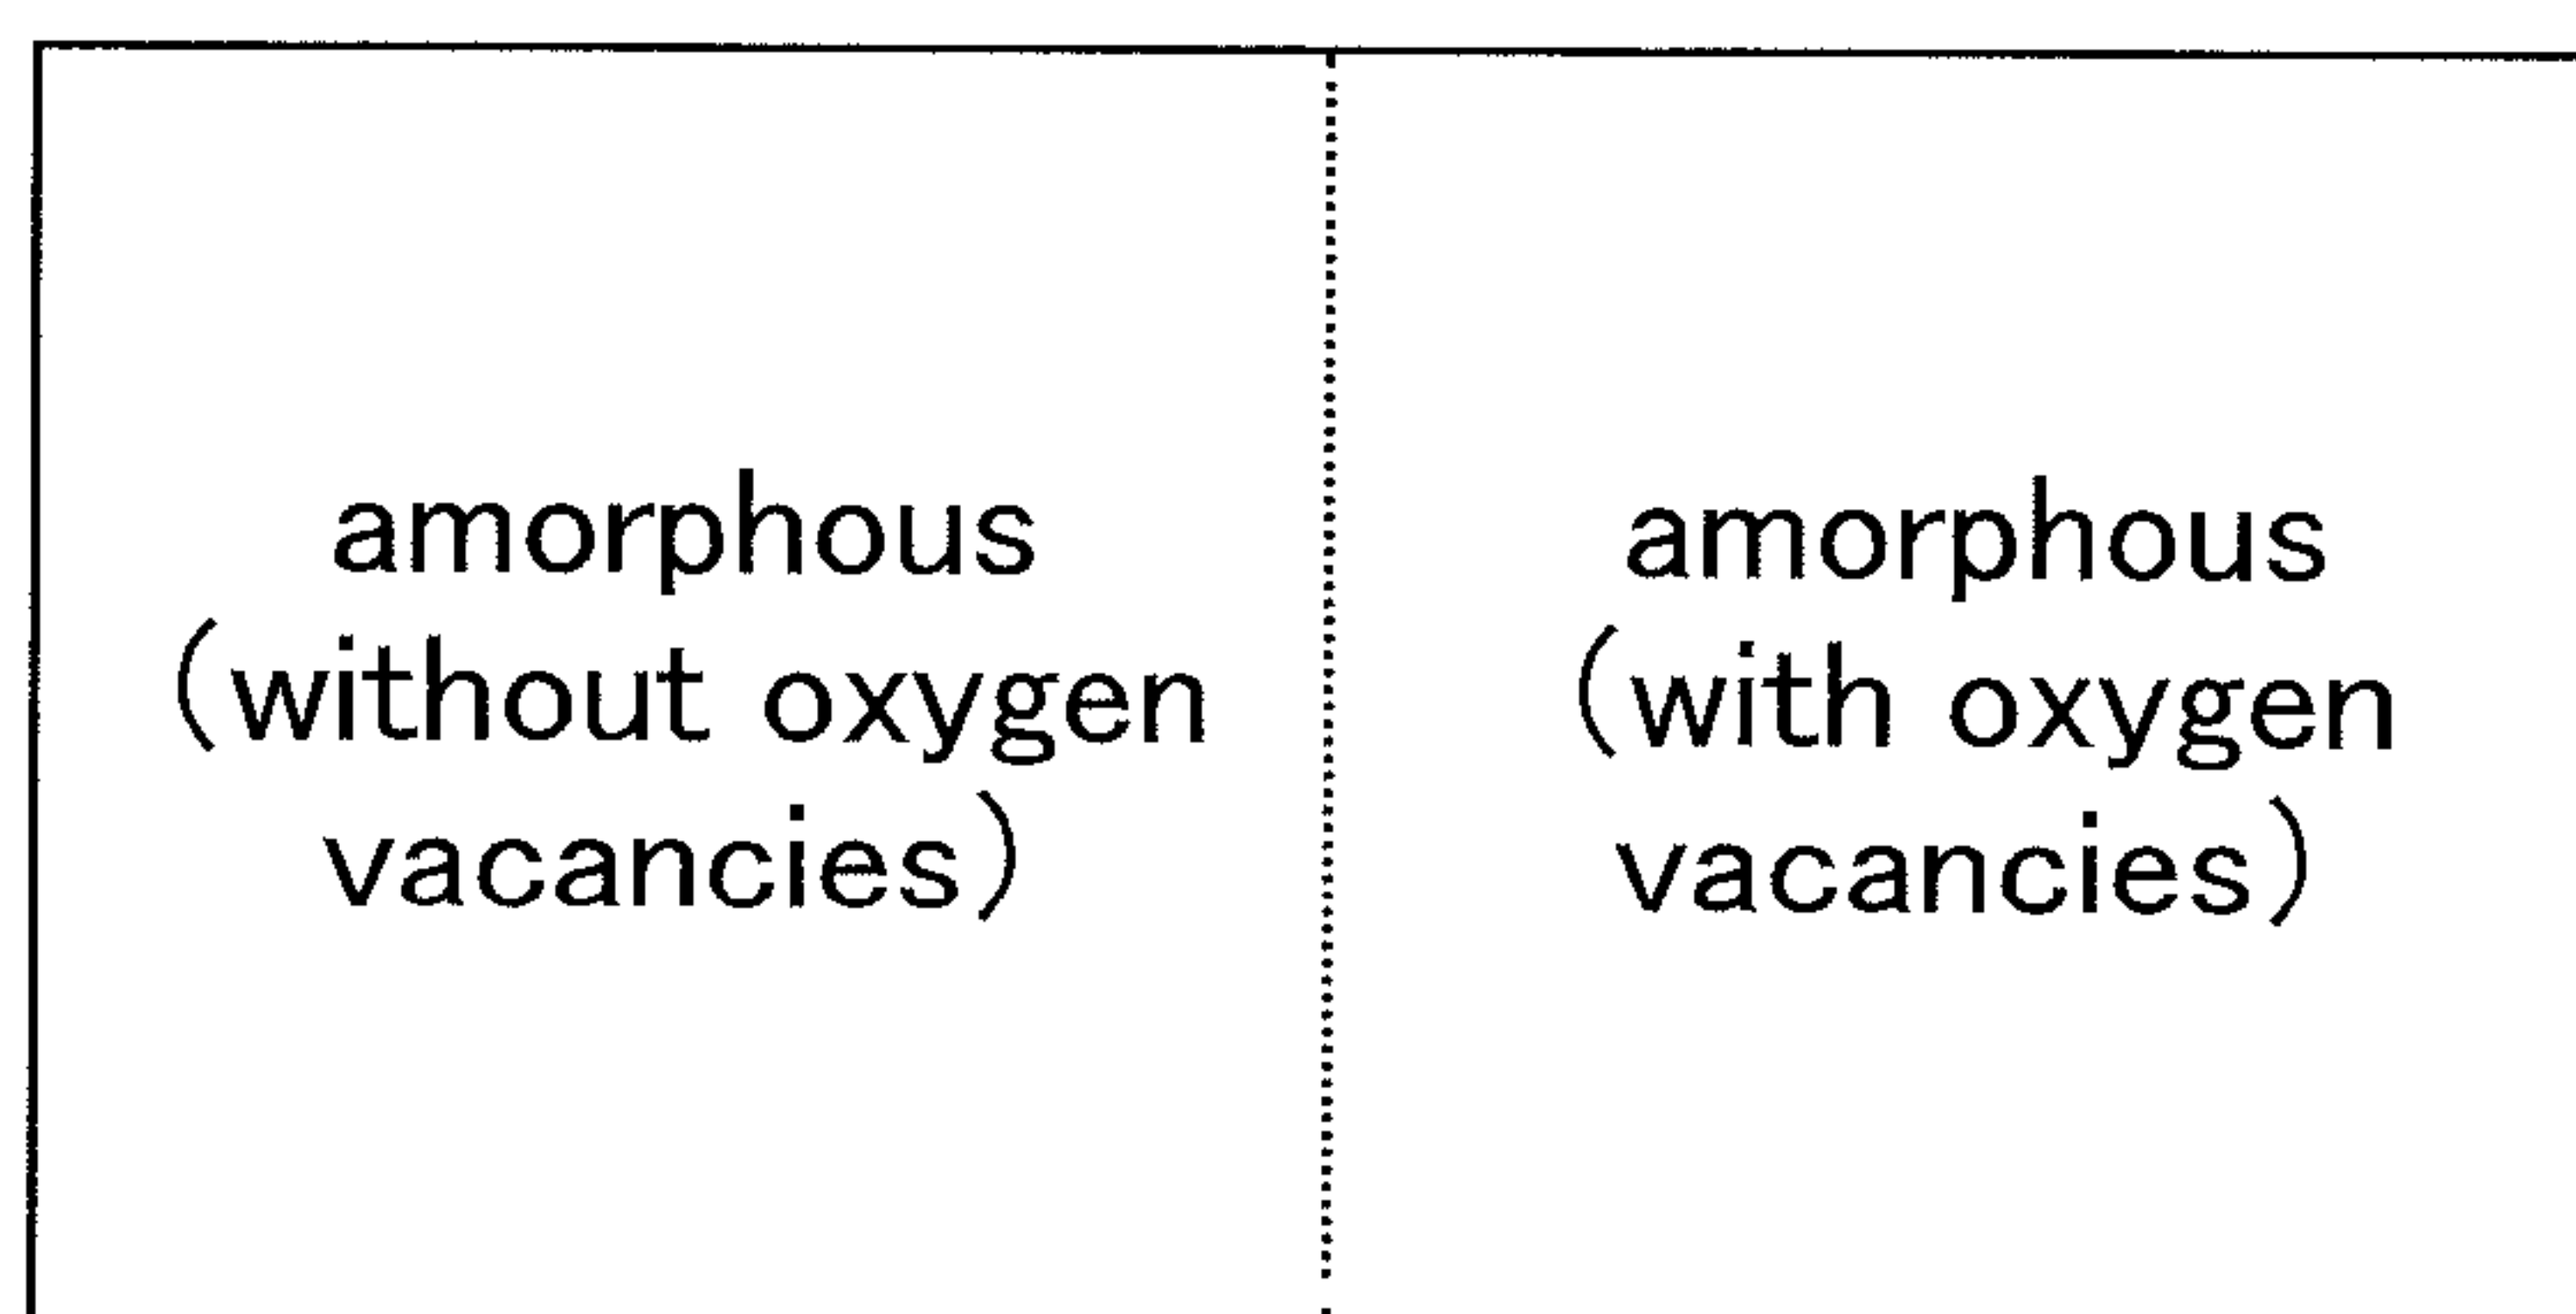 amorphous
(without oxygen
vacancies)
amorphous
(with oxygen
vacancies)